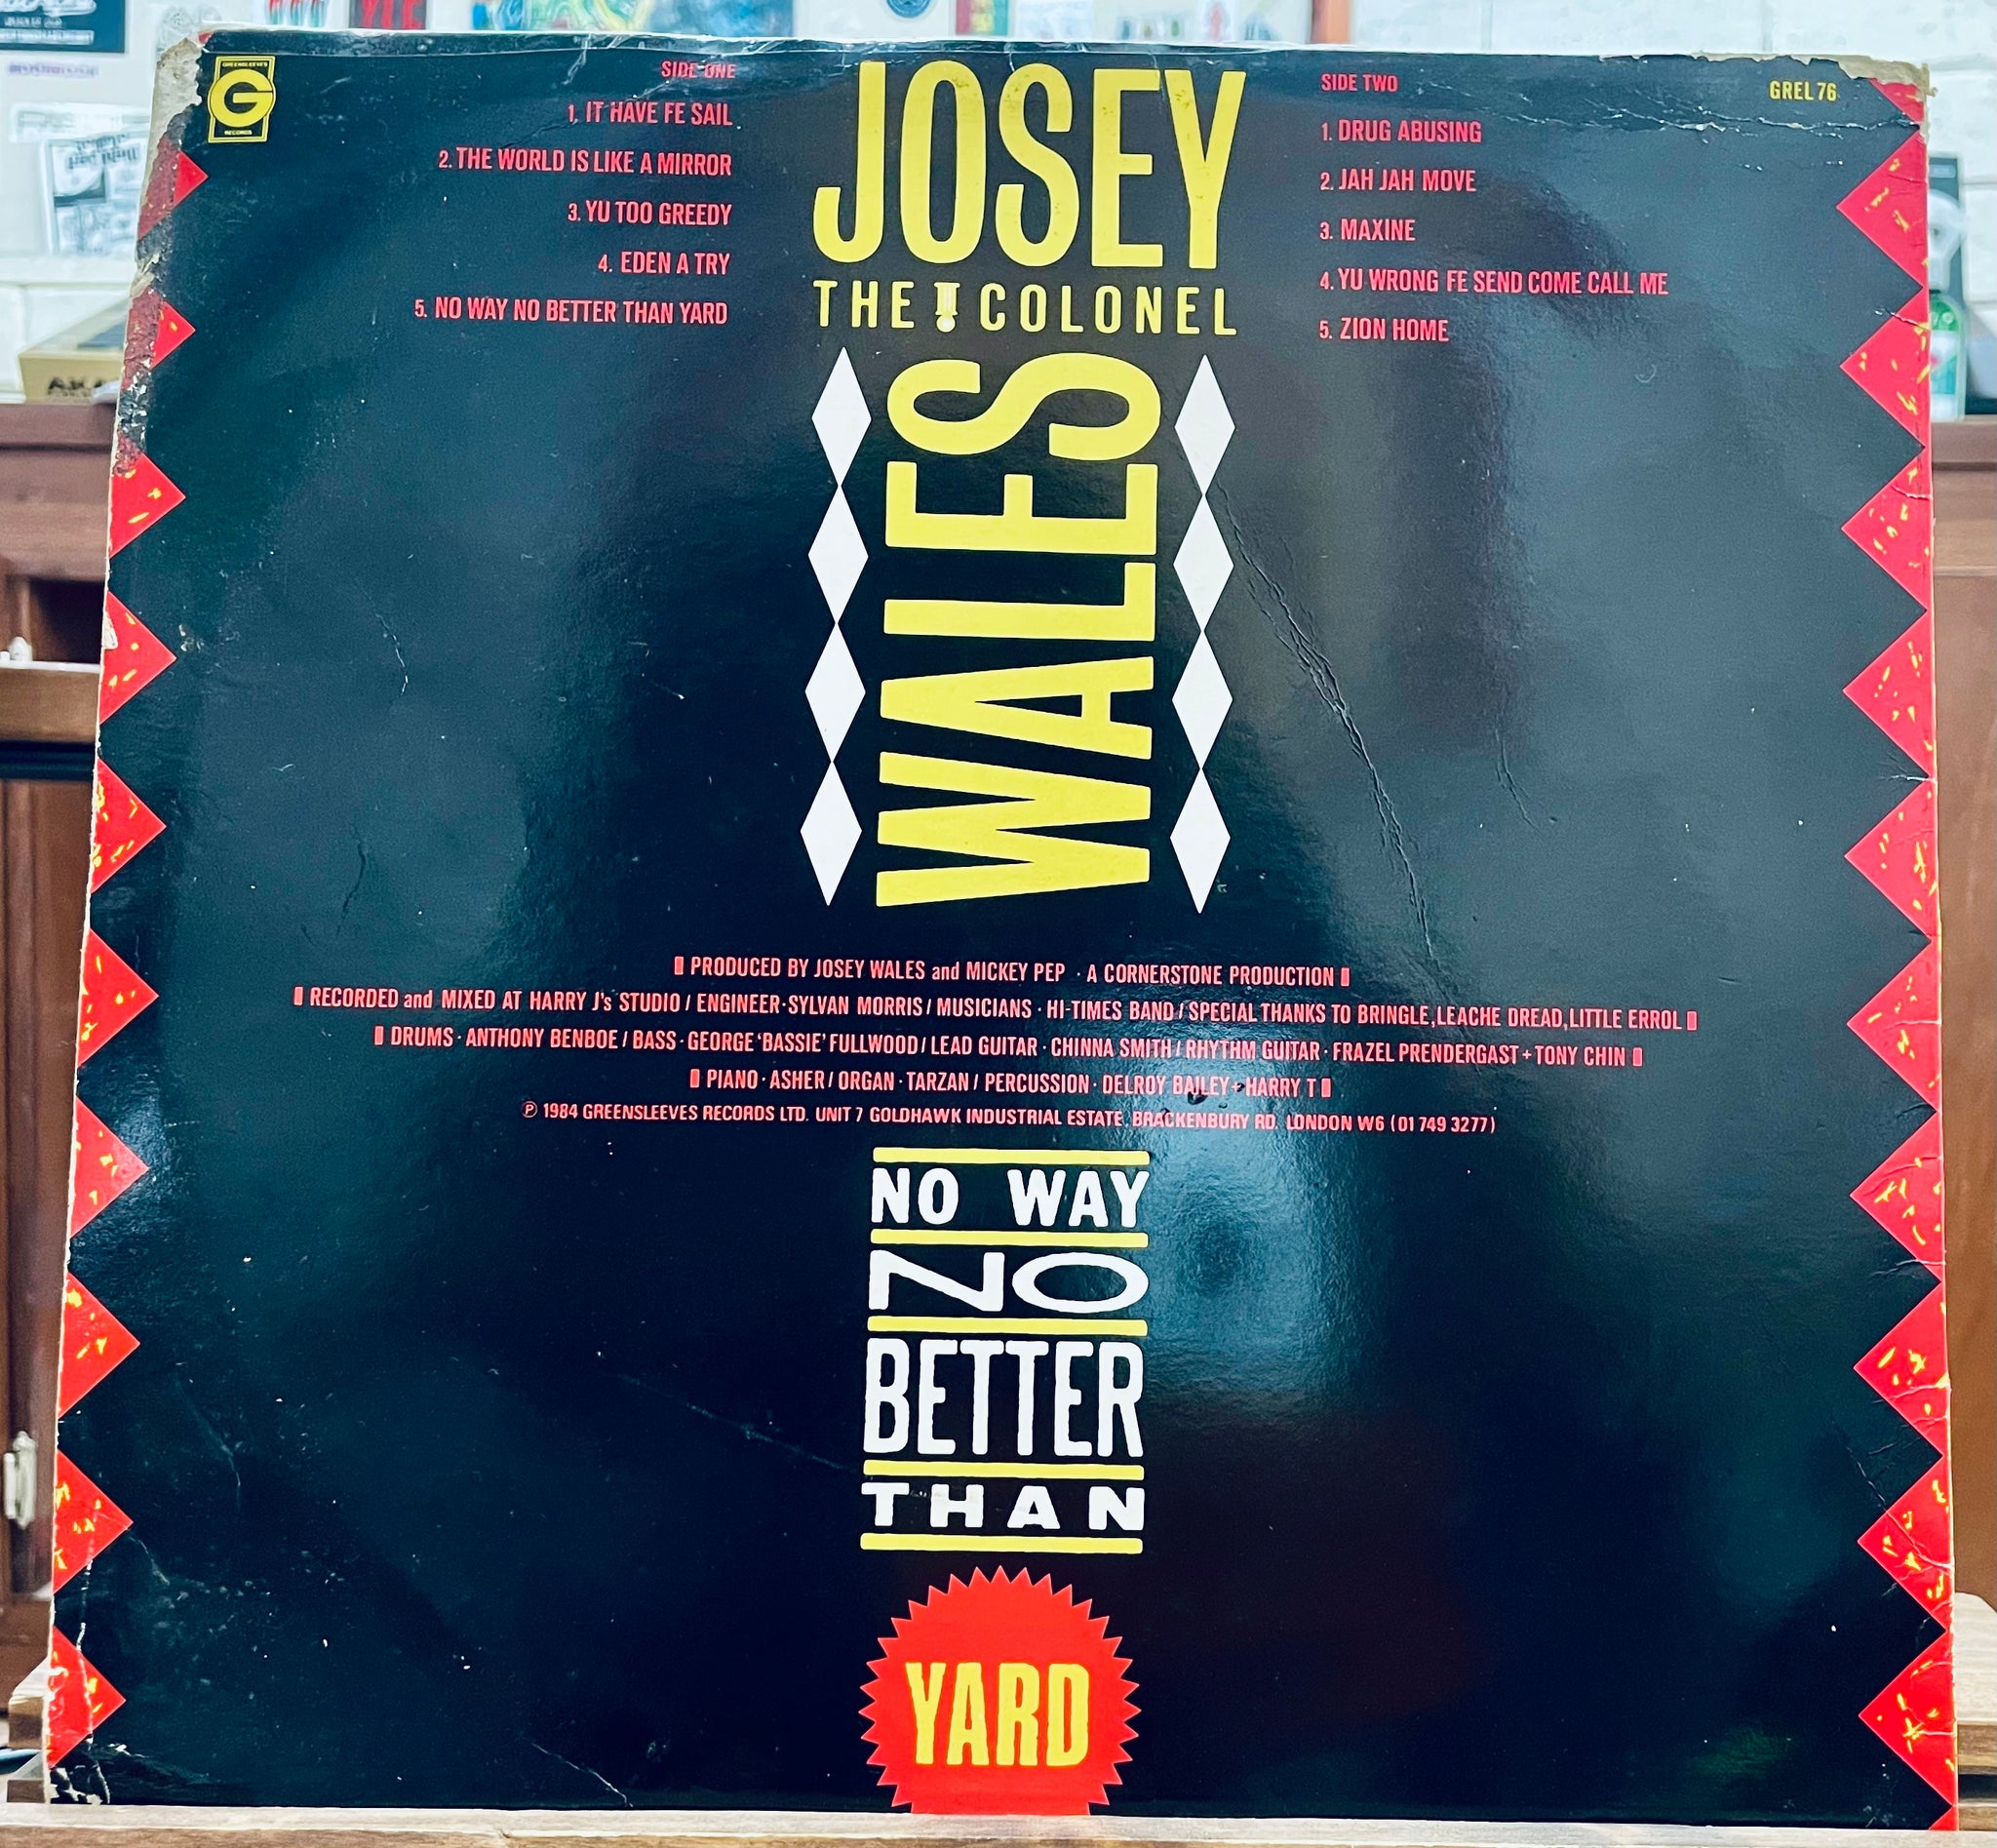 GREENSLEEVES
G
RECORDS
SIDE ONE
1. IT HAVE FE SAIL
2. THE WORLD IS LIKE A MIRROR
3. YU TOO GREEDY
4. EDEN A TRY
5. NO WAY NO BETTER THAN YARD
JOSEY
THE COLONEL
WALES
SIDE TWO
1. DRUG ABUSING
2. JAH JAH MOVE
3. MAXINE
4. YU WRONG FE SEND COME CALL ME
5. ZION HOME
GREL 76
PRODUCED BY JOSEY WALES and MICKEY PEP · A CORNERSTONE PRODUCTION
RECORDED and MIXED AT HARRY J's STUDIO / ENGINEER · SYLVAN MORRIS / MUSICIANS · HI-TIMES BAND / SPECIAL THANKS TO BRINGLE, LEACHE DREAD, LITTLE ERROL
DRUMS · ANTHONY BENBOE / BASS · GEORGE 'BASSIE' FULLWOOD / LEAD GUITAR · CHINNA SMITH / RHYTHM GUITAR · FRAZEL PRENDERGAST + TONY CHIN
PIANO · ASHER / ORGAN · TARZAN / PERCUSSION · DELROY BAILEY + HARRY T
℗ 1984 GREENSLEEVES RECORDS LTD. UNIT 7 GOLDHAWK INDUSTRIAL ESTATE, BRACKENBURY RD. LONDON W6 (01 749 3277)
NO WAY
NO
BETTER
THAN
YARD